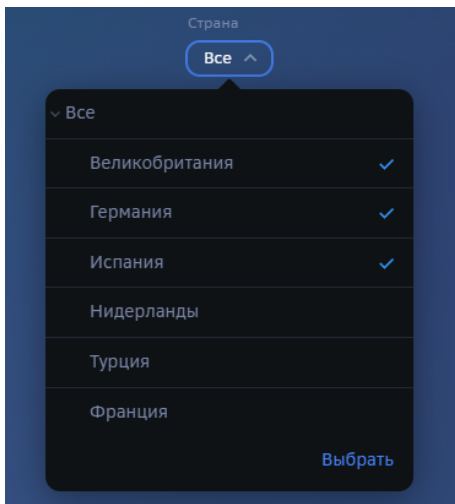 Страна
Все
Все
Великобритания
Германия
Испания
Нидерланды
Турция
Франция
Выбрать